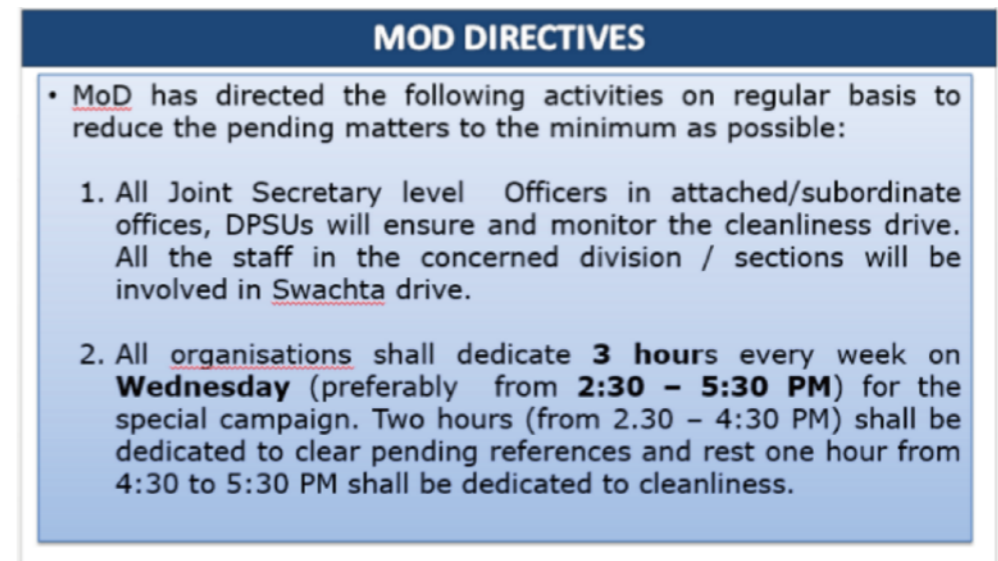 MOD DIRECTIVES
• MoD has directed the following activities on regular basis to
reduce the pending matters to the minimum as possible:
1. All Joint Secretary level Officers in attached/subordinate
offices, DPSUs will ensure and monitor the cleanliness drive.
All the staff in the concerned division / sections will be
involved in Swachta drive.
2. All organisations shall dedicate 3 hours every week on
Wednesday (preferably from 2:30 – 5:30 PM) for the
special campaign. Two hours (from 2.30 – 4:30 PM) shall be
dedicated to clear pending references and rest one hour from
4:30 to 5:30 PM shall be dedicated to cleanliness.